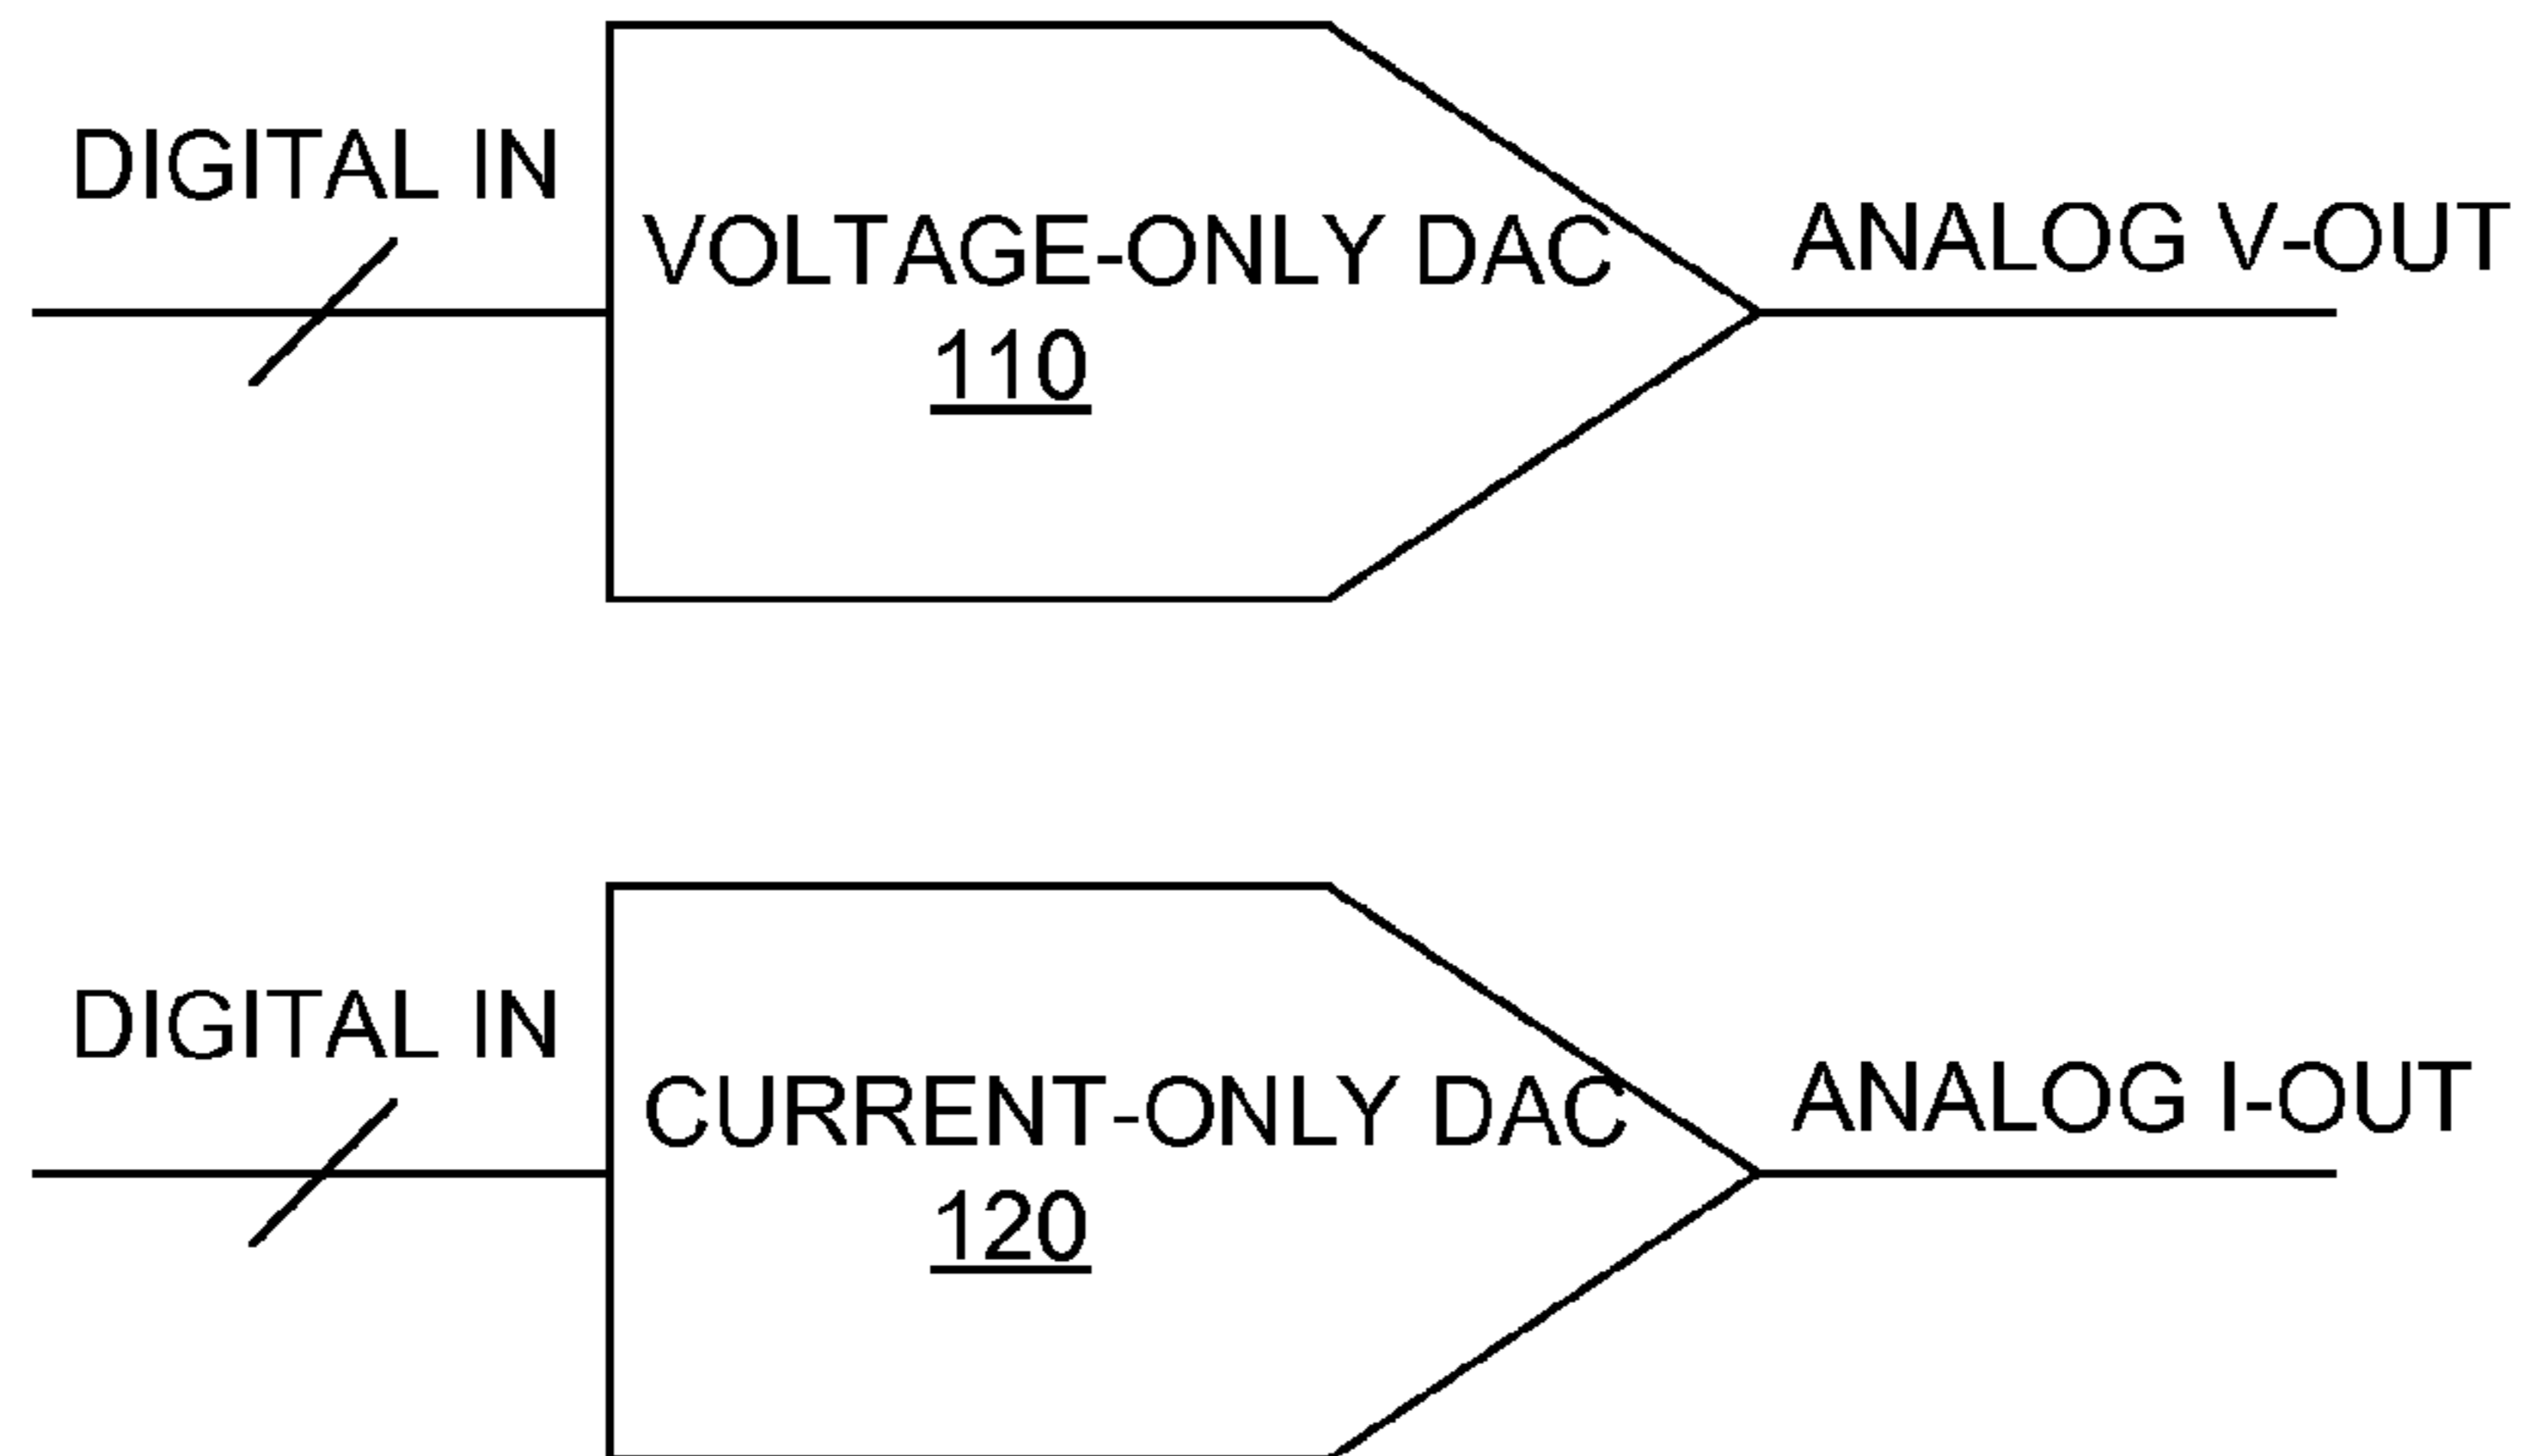 DIGITAL IN
VOLTAGE-ONLY DAC
110
ANALOG V-OUT
DIGITAL IN
CURRENT-ONLY DAC
120
ANALOG I-OUT